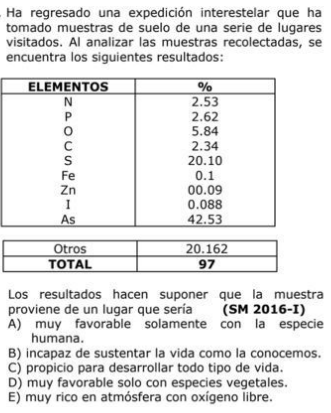 . Ha regresado una expedición interestelar que ha
tomado muestras de suelo de una serie de lugares
visitados. Al analizar las muestras recolectadas, se
encuentra los siguientes resultados:
ELEMENTOS %
N 2.53
P 2.62
O 5.84
C 2.34
S 20.10
Fe 0.1
Zn 00.09
I 0.088
As 42.53
Otros 20.162
TOTAL 97
Los resultados hacen suponer que la muestra
proviene de un lugar que sería (SM 2016-I)
A) muy favorable solamente con la especie
humana.
B) incapaz de sustentar la vida como la conocemos.
C) propicio para desarrollar todo tipo de vida.
D) muy favorable solo con especies vegetales.
E) muy rico en atmósfera con oxígeno libre.